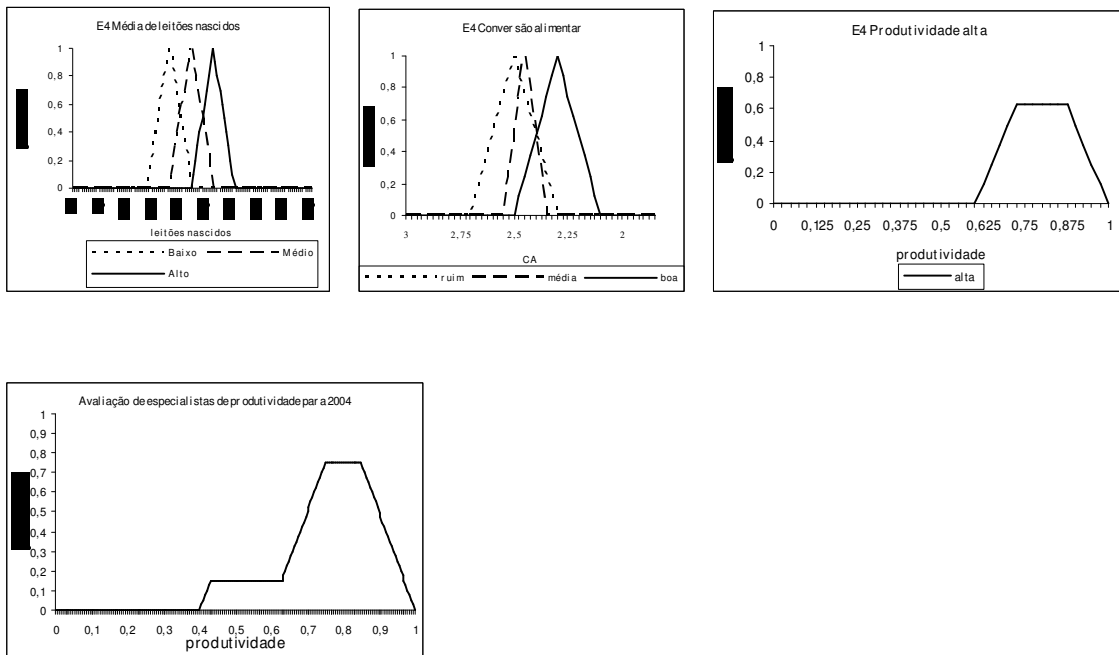 E4 Média de leitões nascidos
1
0,8
0,6
0,4
0,2
0
leitões nascidos
Baixo Médio
Alto
E4 Conversão alimentar
1
0,8
0,6
0,4
0,2
0
3 2,75 2,5 2,25 2
CA
ruim média boa
E4 Produtividade alta
1
0,8
0,6
0,4
0,2
0
0 0,125 0,25 0,375 0,5 0,625 0,75 0,875 1
produtividade
alta
Avaliação de especialistas de produtividade para 2004
1
0,9
0,8
0,7
0,6
0,5
0,4
0,3
0,2
0,1
0
0 0,1 0,2 0,3 0,4 0,5 0,6 0,7 0,8 0,9 1
produtividade